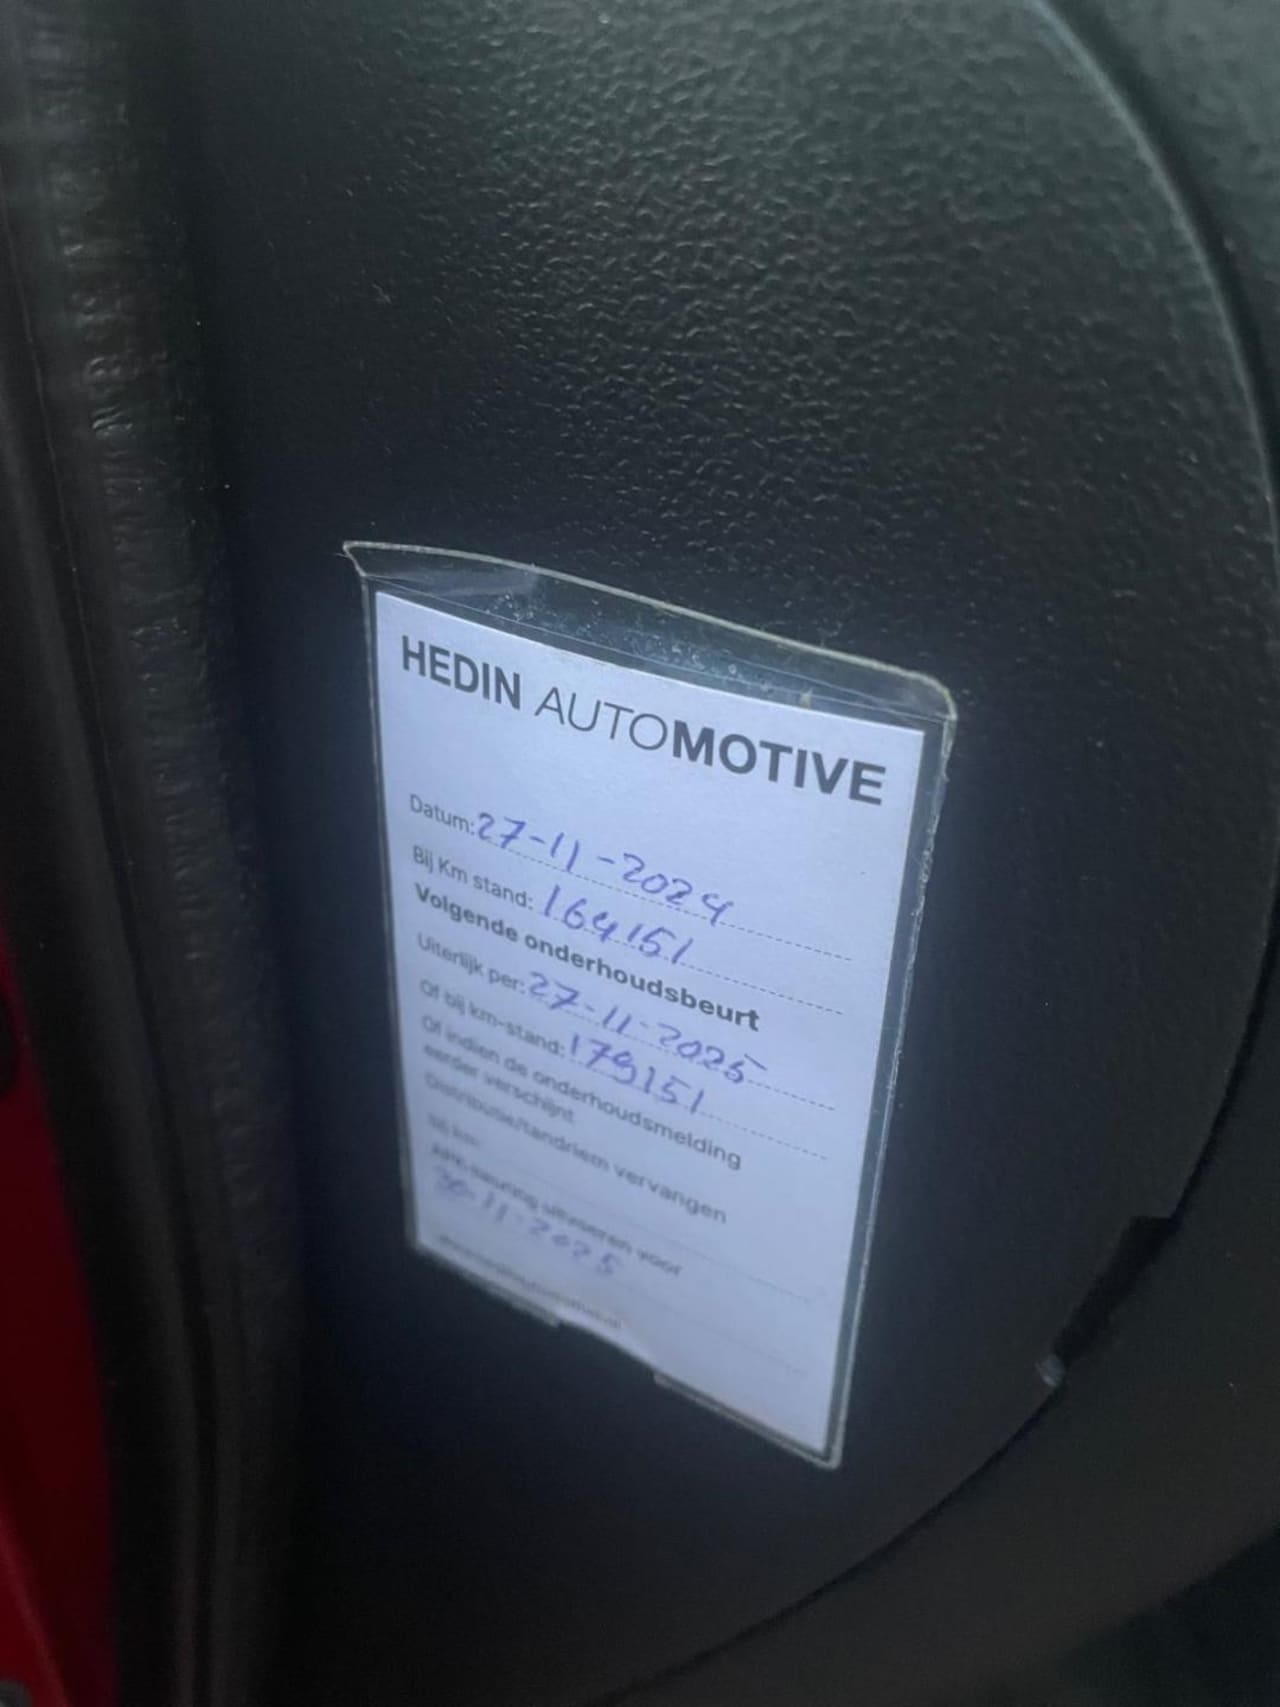 HEDIN AUTOMOTIVE
Datum: 27-11-2024
Bij Km stand: 164151
Volgende onderhoudsbeurt
Uiterlijk per: 27-11-2025
Of bij km-stand: 179151
Of indien de onderhoudsmelding
eerder verschijnt
Distributie/tandriem vervangen
bij km:
APK-keuring uitvoeren voor
30-11-2025